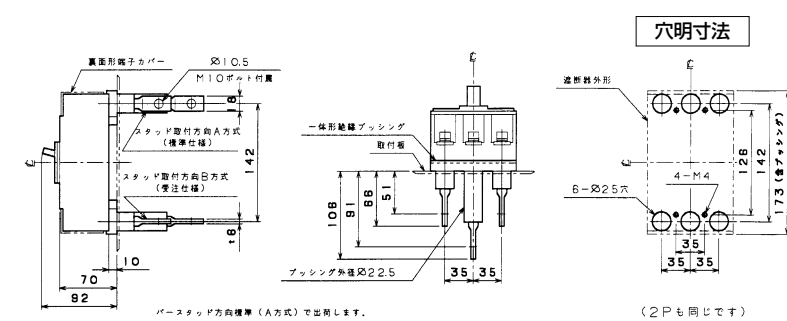 穴明寸法
裏面形端子カバー
Ø10.5
M10ボルト付属
18
スタッド取付方向A方式
(標準仕様)
142
スタッド取付方向B方式
(受注仕様)
t6
10
70
92
バースタッド方向標準(A方式)で出荷します。
℄
一体形絶縁ブッシング
取付板
51
66
91
106
ブッシング外径Ø22.5
35
35
℄
遮断器外形
℄
126
142
173(含ブッシング)
4-M4
6-Ø25穴
35
35
35
(2Pも同じです)